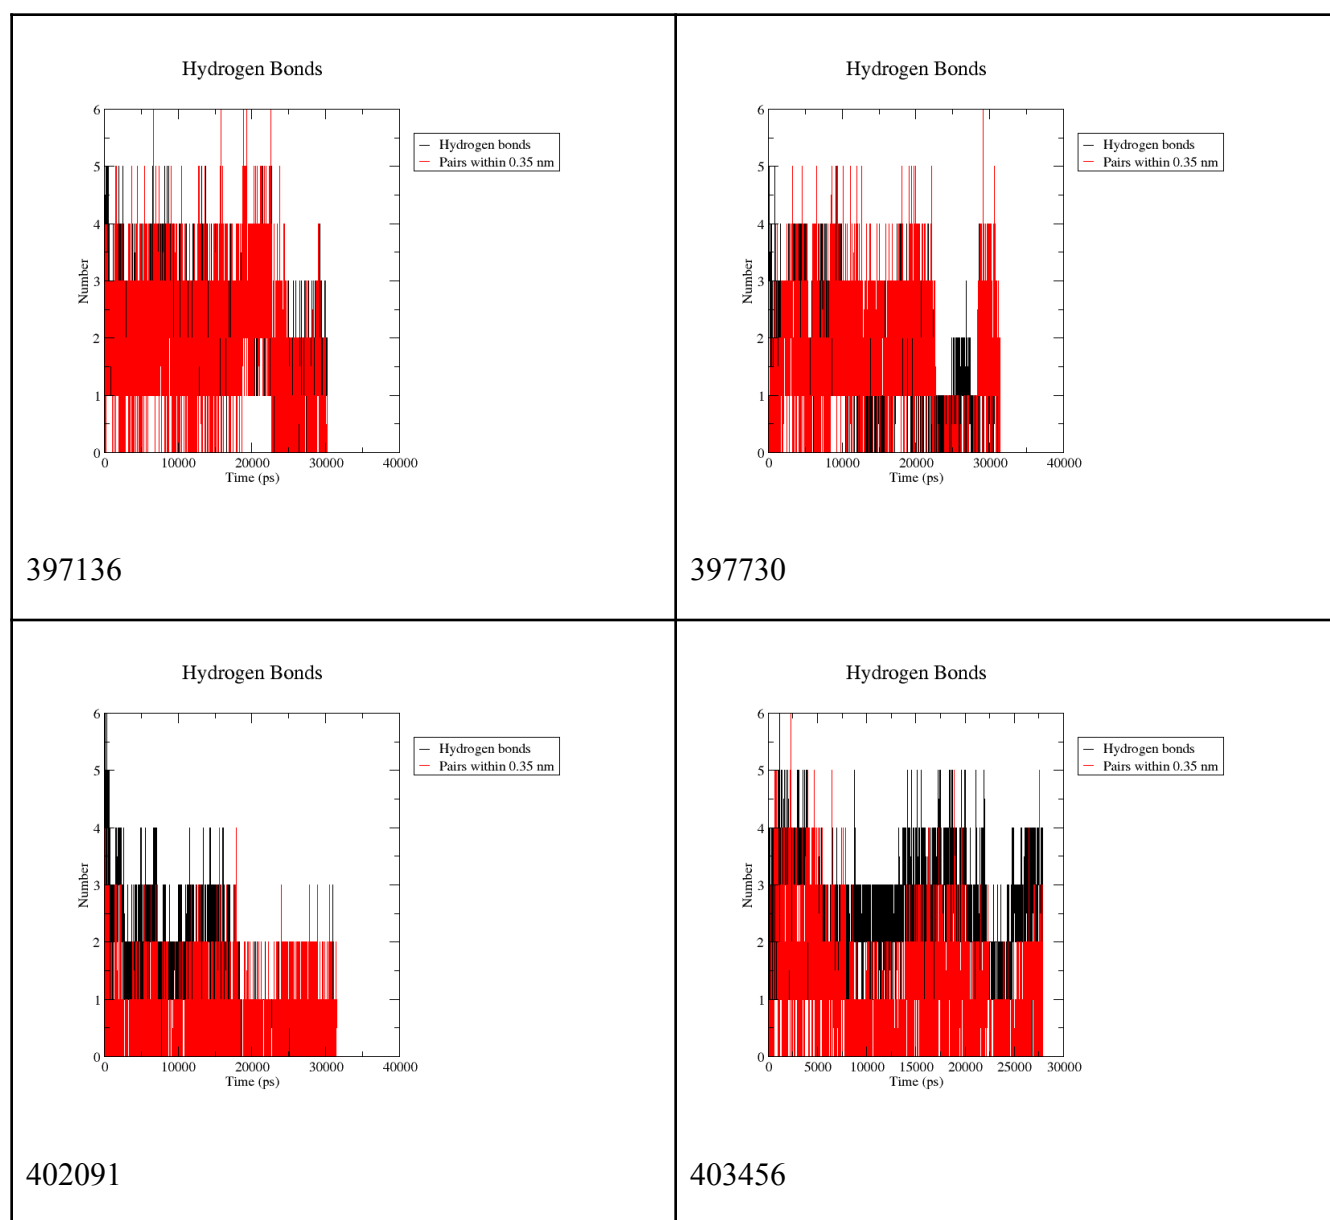 Hydrogen Bonds
6
5
4
3
2
1
0
Number
0 10000 20000 30000 40000
Time (ps)
Hydrogen bonds
Pairs within 0.35 nm
397136
Hydrogen Bonds
6
5
4
3
2
1
0
Number
0 10000 20000 30000 40000
Time (ps)
Hydrogen bonds
Pairs within 0.35 nm
397730
Hydrogen Bonds
6
5
4
3
2
1
0
Number
0 10000 20000 30000 40000
Time (ps)
Hydrogen bonds
Pairs within 0.35 nm
402091
Hydrogen Bonds
6
5
4
3
2
1
0
Number
0 5000 10000 15000 20000 25000 30000
Time (ps)
Hydrogen bonds
Pairs within 0.35 nm
403456